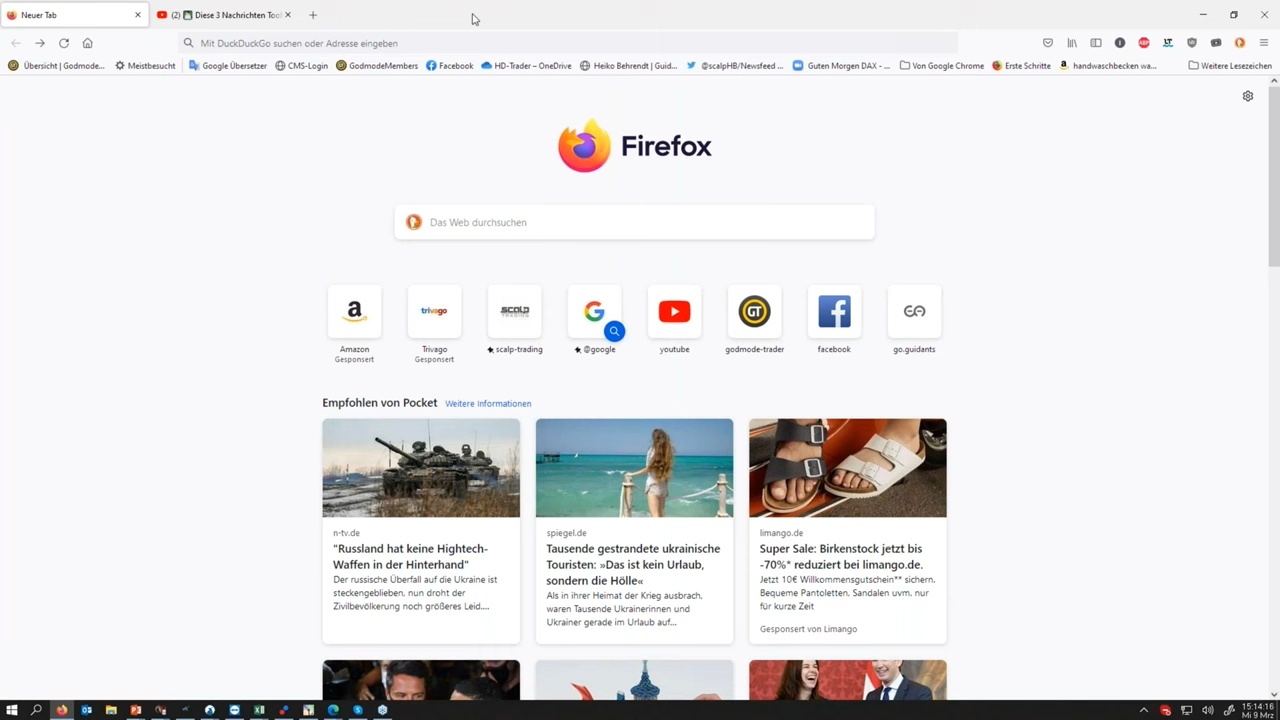 Neuer Tab
(2) Diese 3 Nachrichten Tool
Mit DuckDuckGo suchen oder Adresse eingeben
Übersicht | Godmode...
Meistbesucht
Google Übersetzer
CMS-Login
GodmodeMembers
Facebook
HD-Trader – OneDrive
Heiko Behrendt | Guid...
@scalpHB/Newsfeed ...
Guten Morgen DAX - ...
Von Google Chrome
Erste Schritte
handwaschbecken wa...
Weitere Lesezeichen
Firefox
Das Web durchsuchen
trivago
SCALP
TRADING
GT
Amazon
Gesponsert
Trivago
Gesponsert
scalp-trading
@google
youtube
godmode-trader
facebook
go.guidants
Empfohlen von Pocket Weitere Informationen
n-tv.de
"Russland hat keine Hightech-
Waffen in der Hinterhand"
Der russische Überfall auf die Ukraine ist
steckengeblieben, nun droht der
Zivilbevölkerung noch größeres Leid....
spiegel.de
Tausende gestrandete ukrainische
Touristen: »Das ist kein Urlaub,
sondern die Hölle«
Als in ihrer Heimat der Krieg ausbrach,
waren Tausende Ukrainerinnen und
Ukrainer gerade im Urlaub auf...
limango.de
Super Sale: Birkenstock jetzt bis
-70%* reduziert bei limango.de.
Jetzt 10€ Willkommensgutschein** sichern.
Bequeme Pantoletten, Sandalen uvm. nur
für kurze Zeit
Gesponsert von Limango
15:14:16
Mi 9 Mrz